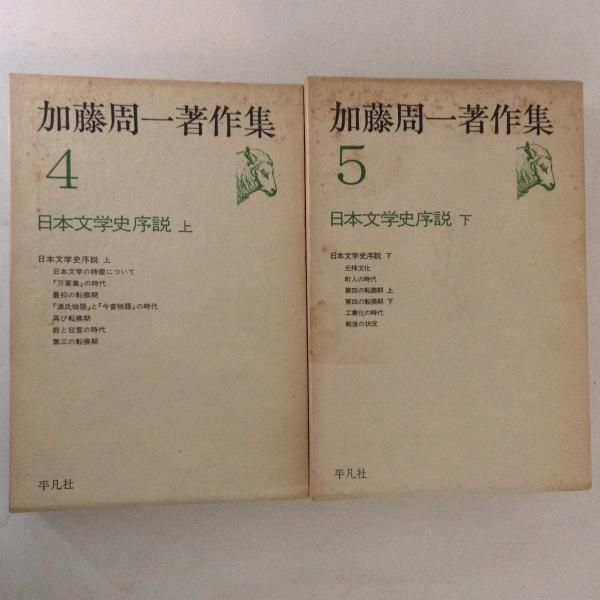 加藤周一著作集
4
日本文学史序説 上
日本文学史序説 上
日本文学の特徴について
『万葉集』の時代
最初の転換期
『源氏物語』と『今昔物語』の時代
再び転換期
能と狂言の時代
第三の転換期
平凡社
加藤周一著作集
5
日本文学史序説 下
日本文学史序説 下
元禄文化
町人の時代
第四の転換期 上
第四の転換期 下
工業化の時代
戦後の状況
平凡社